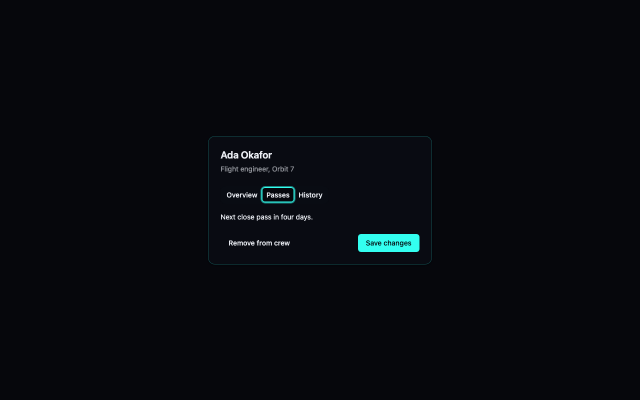 Ada Okafor
Flight engineer, Orbit 7
Overview Passes History
Next close pass in four days.
Remove from crew Save changes